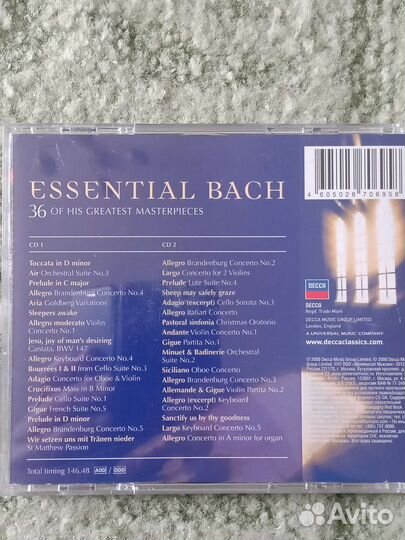 ESSENTIAL BACH
36 OF HIS GREATEST MASTERPIECES
CD 1
Toccata in D minor
Air Orchestral Suite No.3
Prelude in C major
Allegro Brandenburg Concerto No.4
Aria Goldberg Variations
Sleepers awake
Allegro moderato Violin
Concerto No.1
Jesu, joy of man's desiring
Cantata, BWV 147
Allegro Keyboard Concerto No.4
Bourrées I & II from Cello Suite No.3
Adagio Concerto for Oboe & Violin
Crucifixus Mass in B Minor
Prelude Cello Suite No.1
Gigue French Suite No.5
Prelude in D minor
Allegro Brandenburg Concerto No.5
Wir setzen uns mit Tränen nieder
St Matthew Passion
CD 2
Allegro Brandenburg Concerto No.2
Largo Concerto for 2 Violins
Prelude Lute Suite No.4
Sheep may safely graze
Adagio (excerpt) Cello Sonata No.3
Allegro Italian Concerto
Pastoral sinfonia Christmas Oratorio
Andante Violin Concerto No.1
Gigue Partita No.1
Minuet & Badinerie Orchestral
Suite No.2
Siciliano Oboe Concerto
Allegro Brandenburg Concerto No.3
Allemande & Gigue Violin Partita No.2
Allegro (excerpt) Keyboard
Concerto No.2
Sanctify us by thy goodness
Largo Keyboard Concerto No.5
Allegro Concerto in A minor for organ
Total timing 146.48 ADD / DDD
4 605026 706958
DECCA
DECCA
Regd. Trade Mark
DECCA MUSIC GROUP LIMITED
London, England
A UNIVERSAL MUSIC COMPANY
www.deccaclassics.com
Avito